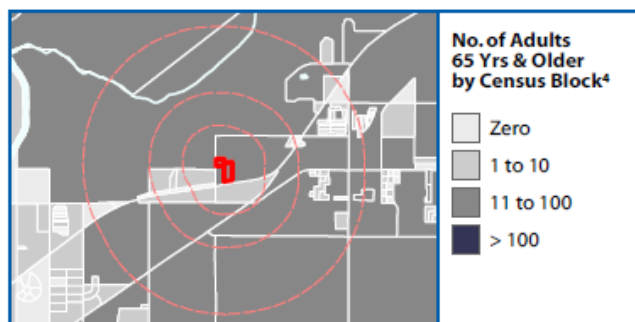 No. of Adults
65 Yrs & Older
by Census Block⁴
Zero
1 to 10
11 to 100
> 100